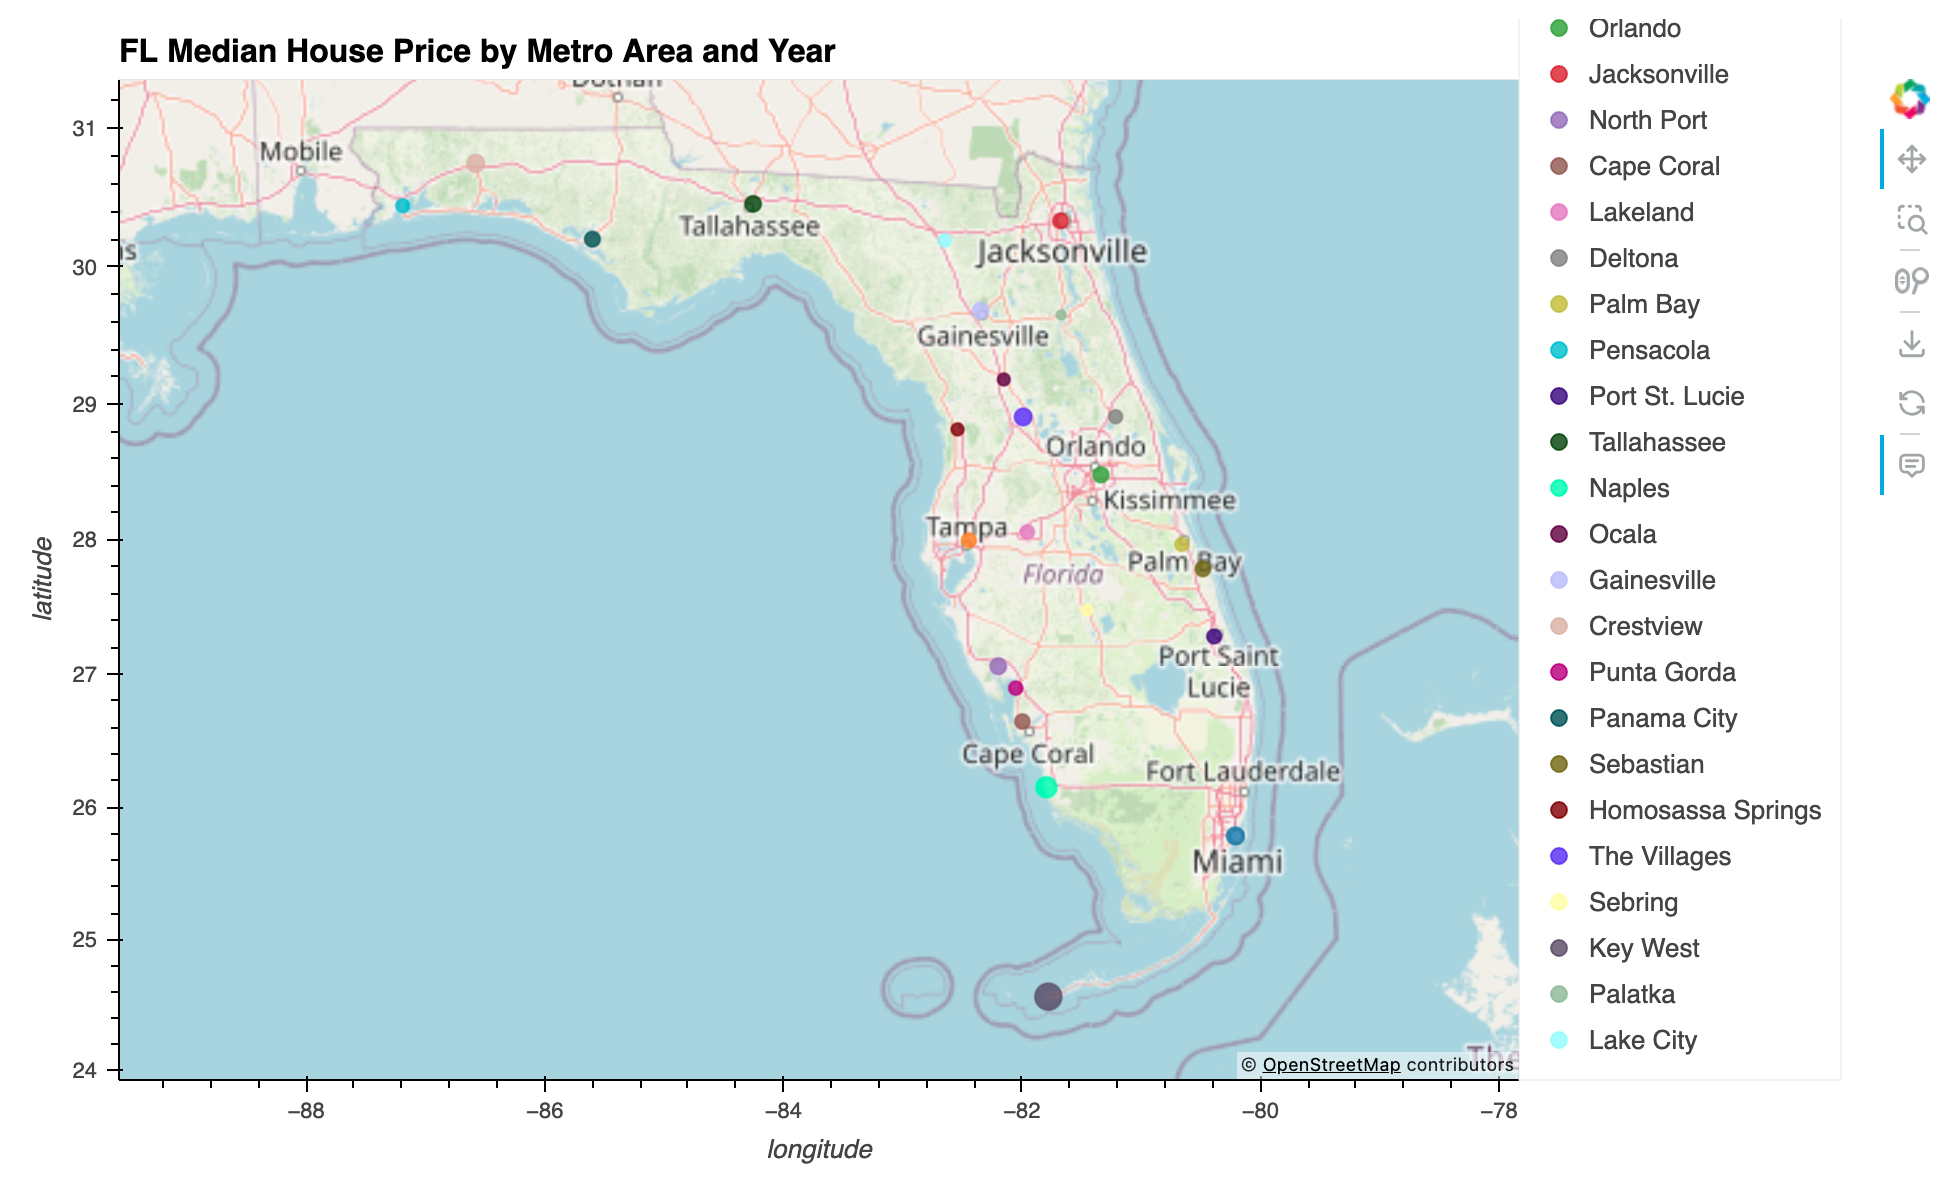 FL Median House Price by Metro Area and Year
Dothan
Mobile
Tallahassee
Jacksonville
Gainesville
Orlando
Kissimmee
Tampa
Palm Bay
Florida
Port Saint
Lucie
Cape Coral
Fort Lauderdale
Miami
The
© OpenStreetMap contributors
31
30
29
28
27
26
25
24
latitude
−88
−86
−84
−82
−80
−78
longitude
Orlando
Jacksonville
North Port
Cape Coral
Lakeland
Deltona
Palm Bay
Pensacola
Port St. Lucie
Tallahassee
Naples
Ocala
Gainesville
Crestview
Punta Gorda
Panama City
Sebastian
Homosassa Springs
The Villages
Sebring
Key West
Palatka
Lake City